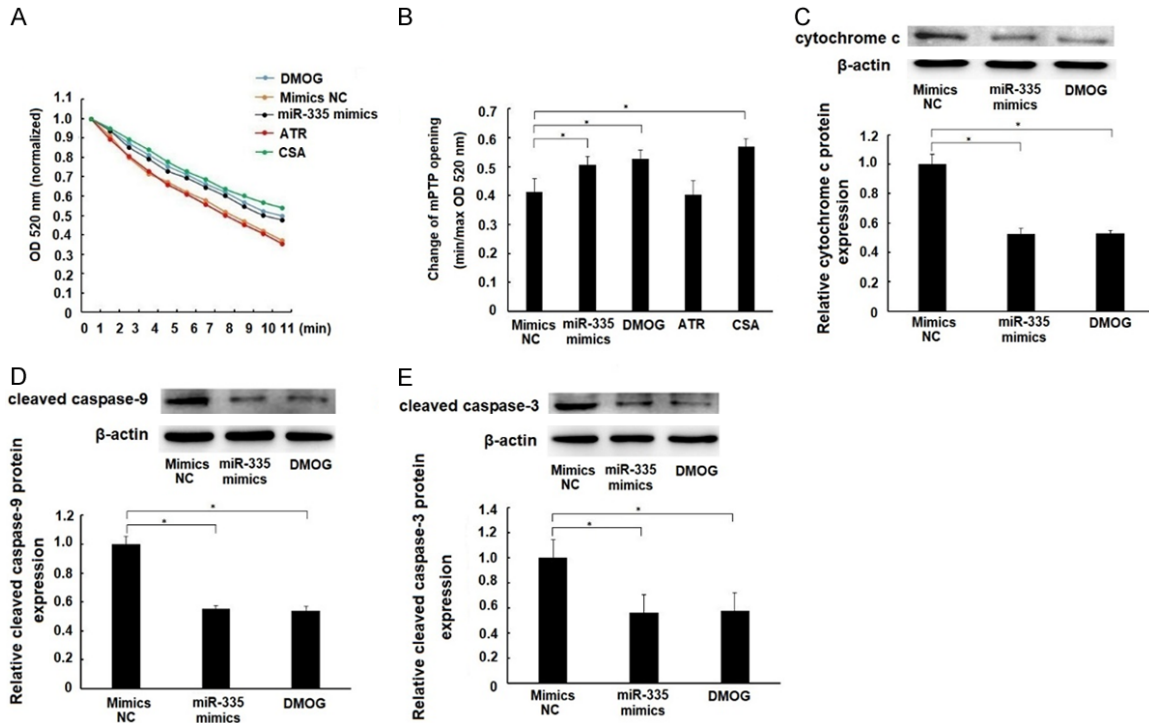 A
DMOG
Mimics NC
miR-335 mimics
ATR
CSA
OD 520 nm (normalized)
1.1
1.0
0.9
0.8
0.7
0.6
0.5
0.4
0.3
0.2
0.1
0
0 1 2 3 4 5 6 7 8 9 10 11 (min)
B
Change of mPTP opening
(min/max OD 520 nm)
0.7
0.6
0.5
0.4
0.3
0.2
0.1
0
*
*
*
Mimics
NC
miR-335
mimics
DMOG
ATR
CSA
C
cytochrome c
β-actin
Mimics
NC
miR-335
mimics
DMOG
Relative cytochrome c protein
expression
1.2
1.0
0.8
0.6
0.4
0.2
0
*
*
Mimics
NC
miR-335
mimics
DMOG
D
cleaved caspase-9
β-actin
Mimics
NC
miR-335
mimics
DMOG
Relative cleaved caspase-9 protein
expression
1.2
1.0
0.8
0.6
0.4
0.2
0
*
*
Mimics
NC
miR-335
mimics
DMOG
E
cleaved caspase-3
β-actin
Mimics
NC
miR-335
mimics
DMOG
Relative cleaved caspase-3 protein
expression
1.4
1.2
1.0
0.8
0.6
0.4
0.2
0
*
*
Mimics
NC
miR-335
mimics
DMOG